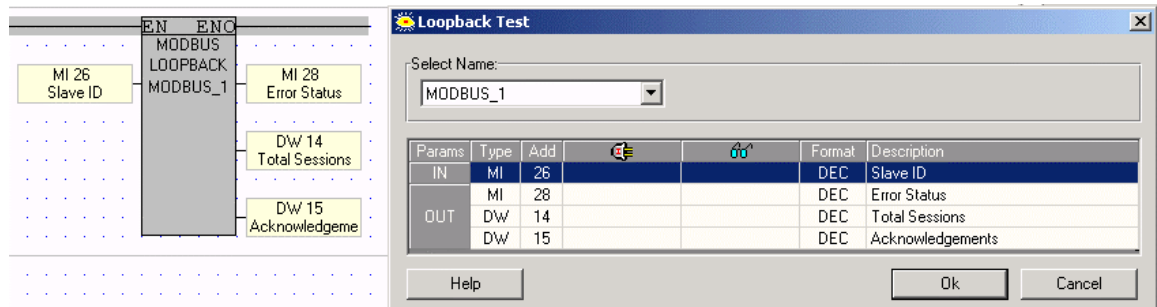 EN ENO
MODBUS
LOOPBACK
MODBUS_1
MI 26
Slave ID
MI 28
Error Status
DW 14
Total Sessions
DW 15
Acknowledgeme
Loopback Test
Select Name:
MODBUS_1
Params Type Add Format Description
IN MI 26 DEC Slave ID
MI 28 DEC Error Status
OUT DW 14 DEC Total Sessions
DW 15 DEC Acknowledgements
Help Ok Cancel